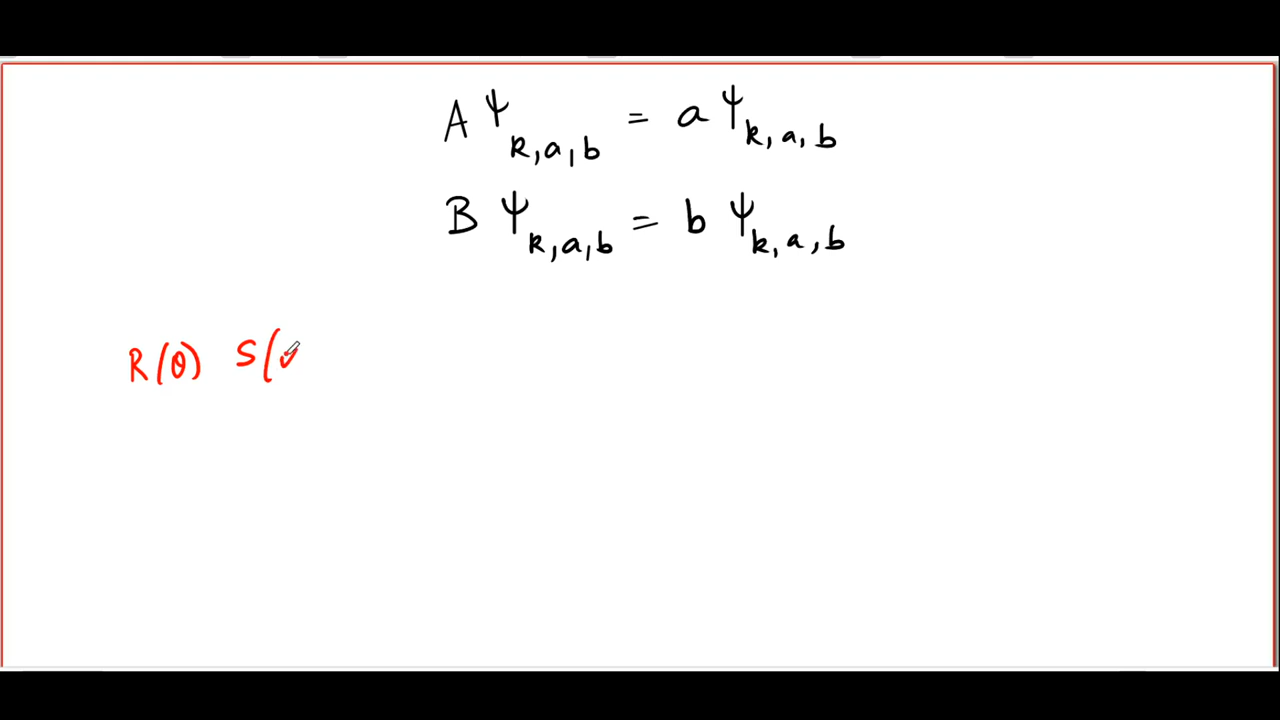 A Ψ_{k,a,b} = a Ψ_{k,a,b}
B Ψ_{k,a,b} = b Ψ_{k,a,b}
R(θ) S(